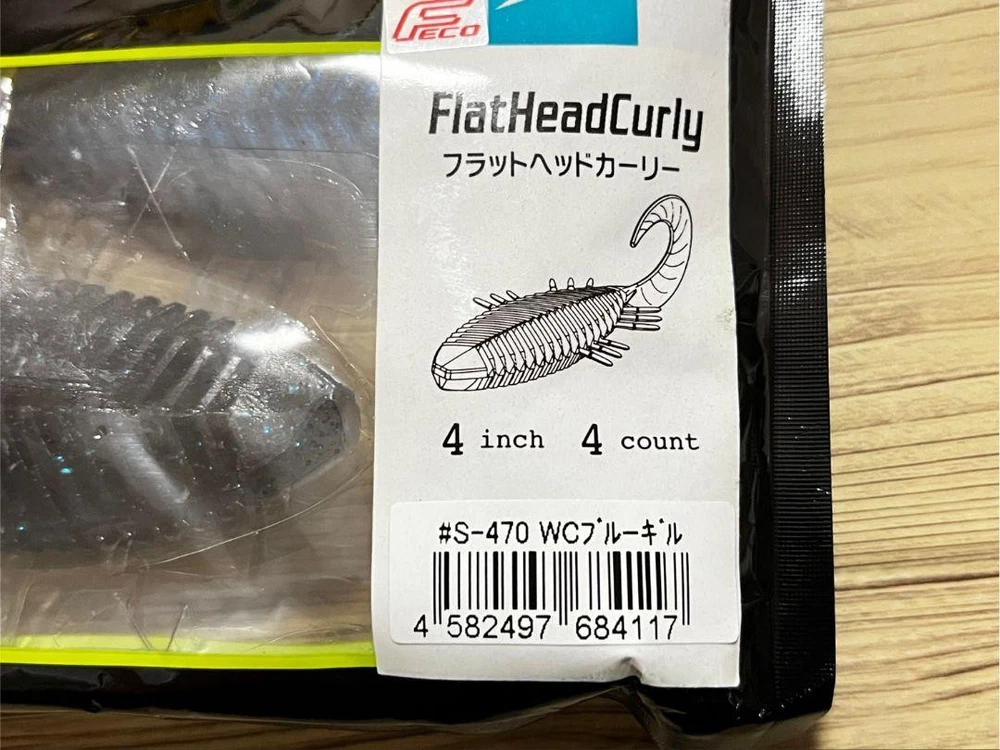 FECO
FlatHeadCurly
フラットヘッドカーリー
4 inch 4 count
#S-470 WCﾌﾞﾙｰｷﾞﾙ
4 582497 684117